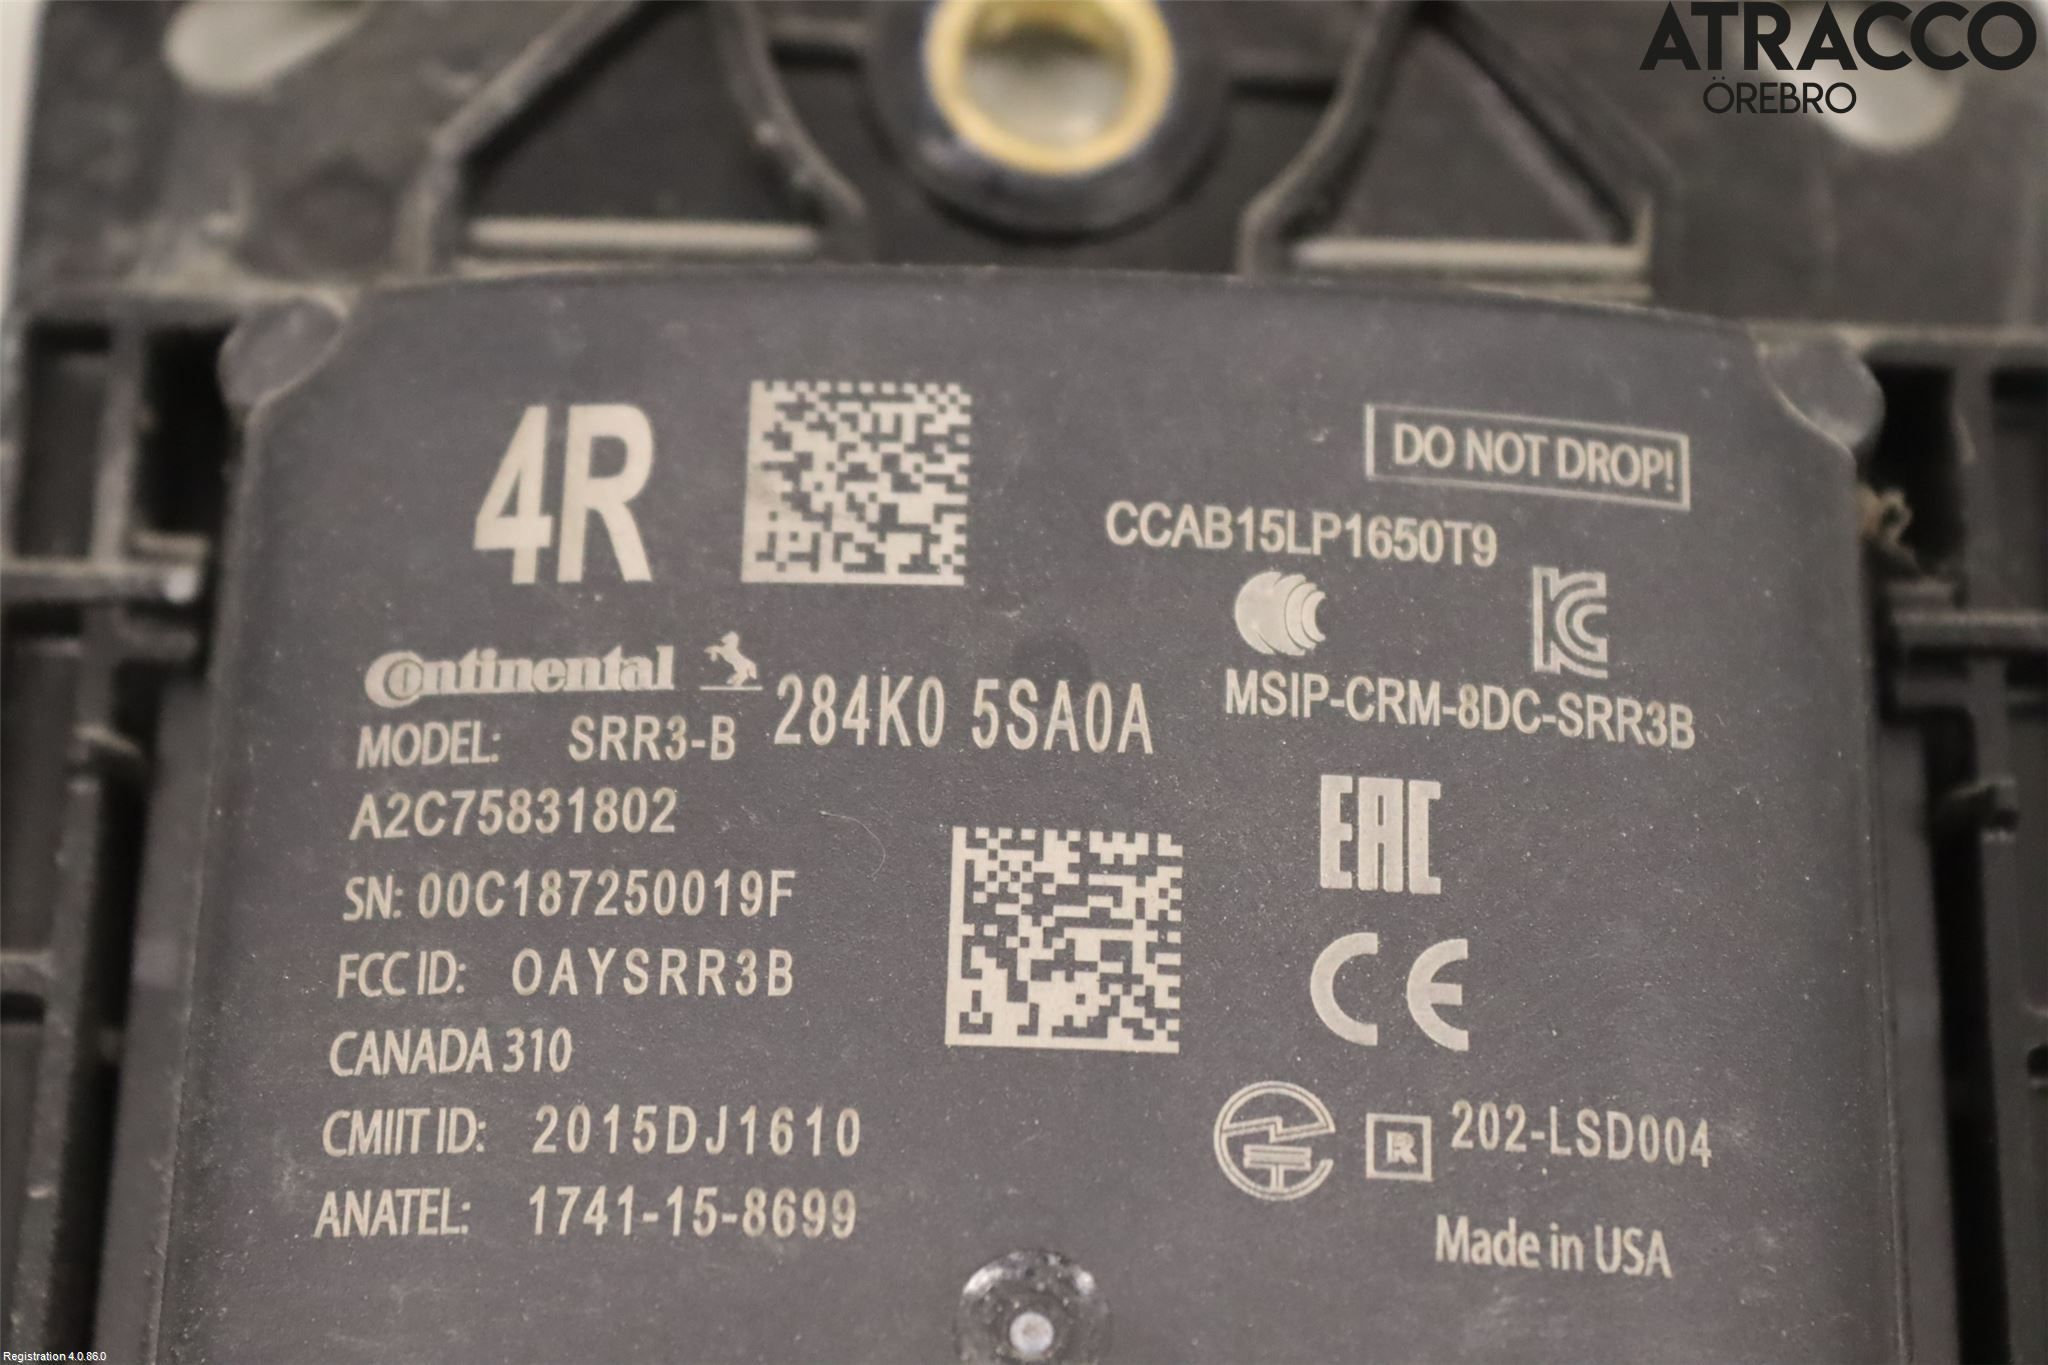 ATRACCO
ÖREBRO
4R
DO NOT DROP!
CCAB15LP1650T9
Continental
284K0 5SA0A
MSIP-CRM-8DC-SRR3B
MODEL: SRR3-B
A2C75831802
EAC
SN: 00C187250019F
FCC ID: OAYSRR3B
CE
CANADA 310
CMIIT ID: 2015DJ1610
R 202-LSD004
ANATEL: 1741-15-8699
Made in USA
Registration 4.0.86.0